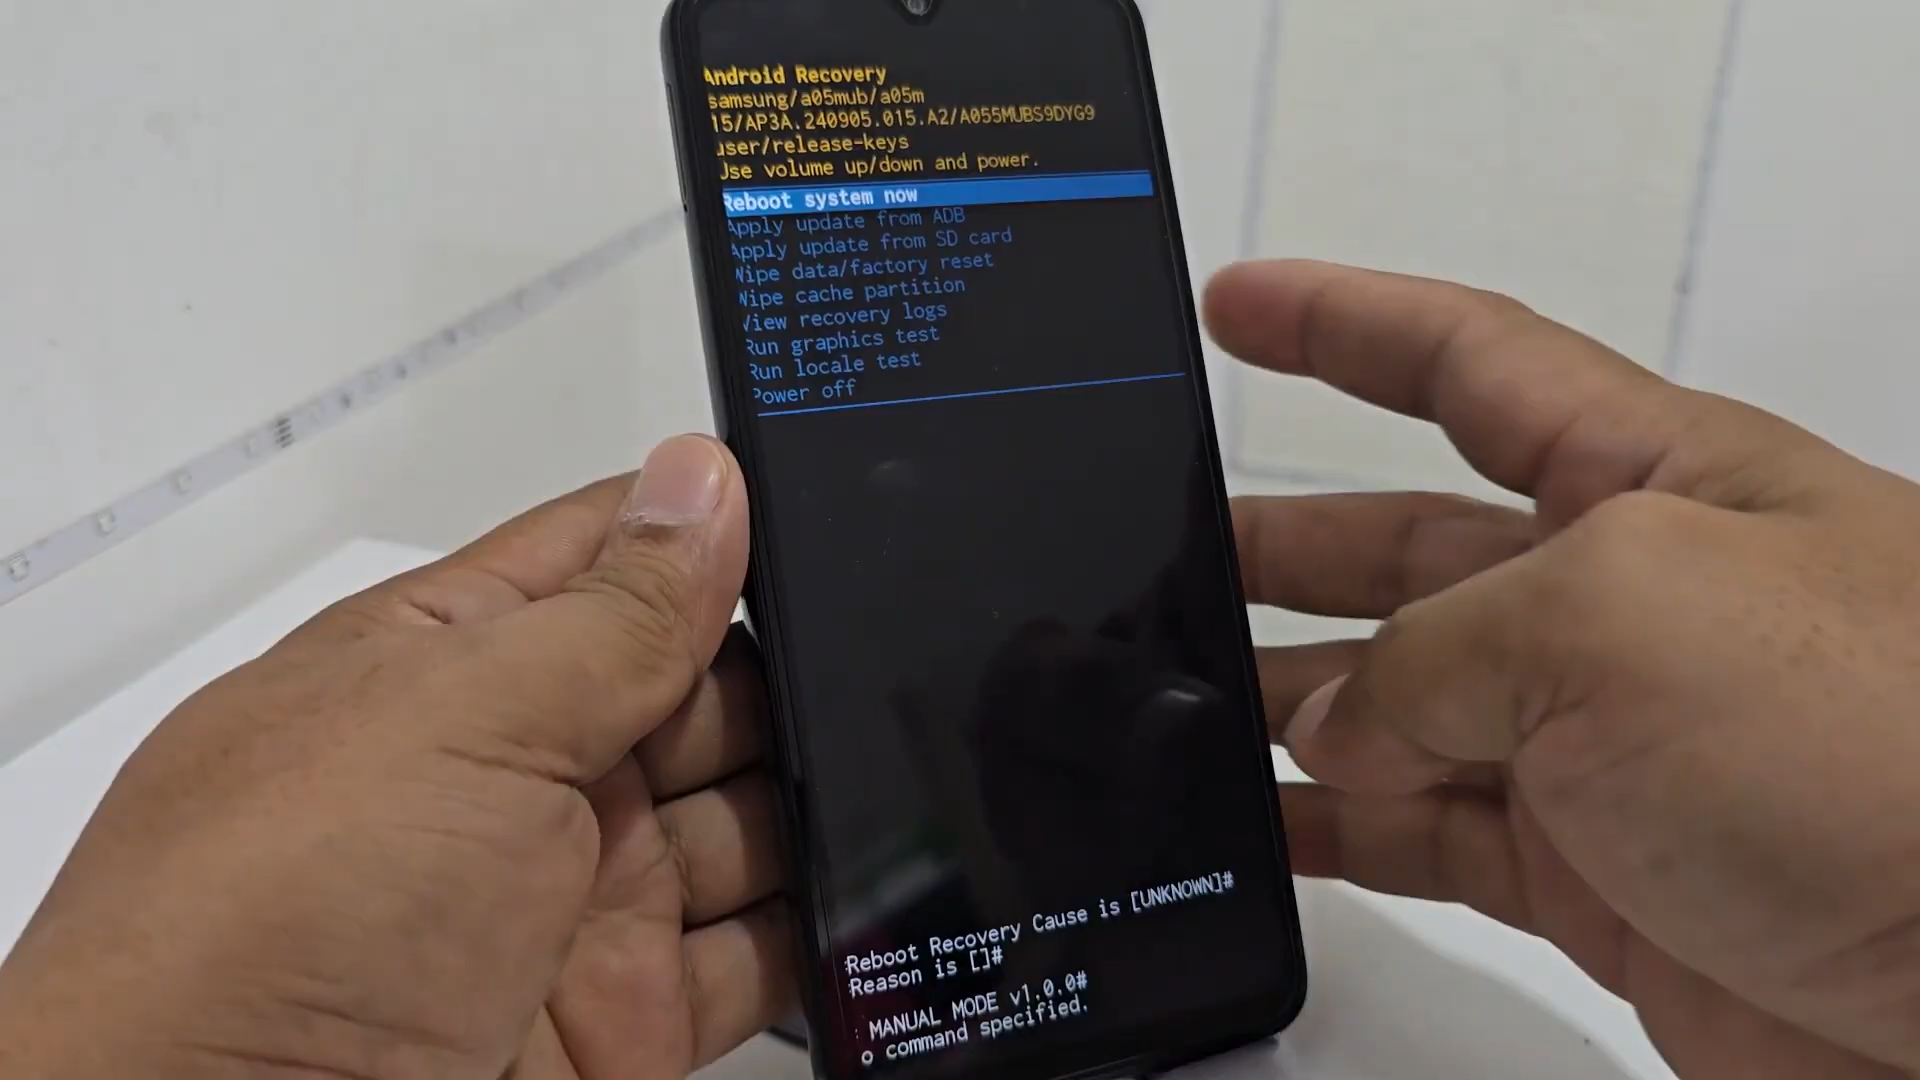 Android Recovery
samsung/a05mub/a05m
15/AP3A.240905.015.A2/A055MUBS9DYG9
user/release-keys
Use volume up/down and power.
Reboot system now
Apply update from ADB
Apply update from SD card
Wipe data/factory reset
Wipe cache partition
View recovery logs
Run graphics test
Run locale test
Power off
Reboot Recovery Cause is [UNKNOWN]#
Reason is []#
MANUAL MODE v1.0.0#
o command specified.